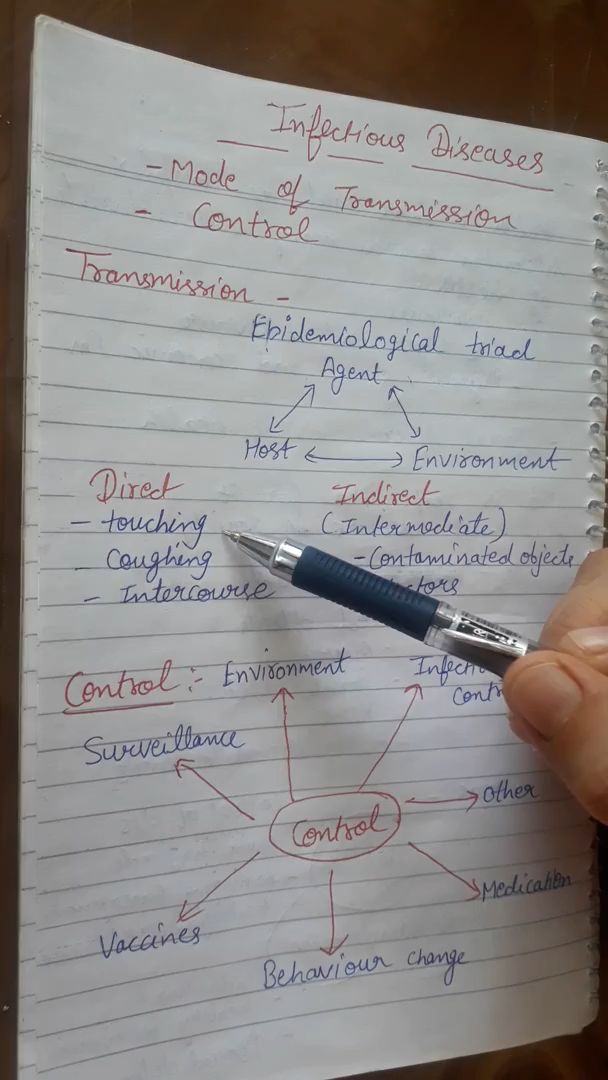 Infectious Diseases
- Mode of Transmission
- Control
Transmission -
Epidemiological triad
Agent
Host Environment
Direct Indirect
- touching (Intermediate)
- Coughing - Contaminated objects
- Intercourse
Control :- Environment
Surveillance
Control
Other
Medication
Vaccines
Behaviour change